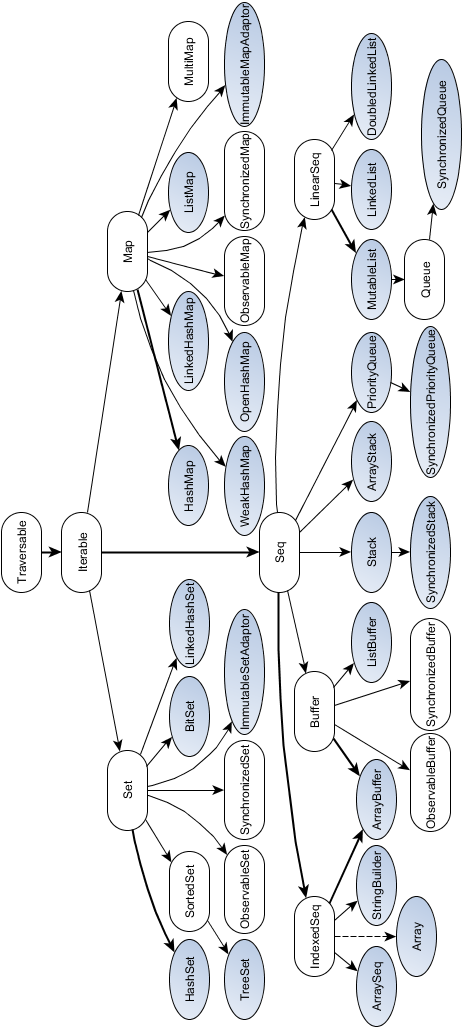 Traversable
Iterable
Set
Map
Seq
HashSet
SortedSet
BitSet
LinkedHashSet
TreeSet
ObservableSet
SynchronizedSet
ImmutableSetAdaptor
HashMap
LinkedHashMap
ListMap
MultiMap
WeakHashMap
OpenHashMap
ObservableMap
SynchronizedMap
ImmutableMapAdaptor
IndexedSeq
Buffer
LinearSeq
ArraySeq
StringBuilder
ArrayBuffer
ListBuffer
Stack
ArrayStack
PriorityQueue
MutableList
LinkedList
DoubledLinkedList
Array
ObservableBuffer
SynchronizedBuffer
SynchronizedStack
SynchronizedPriorityQueue
Queue
SynchronizedQueue